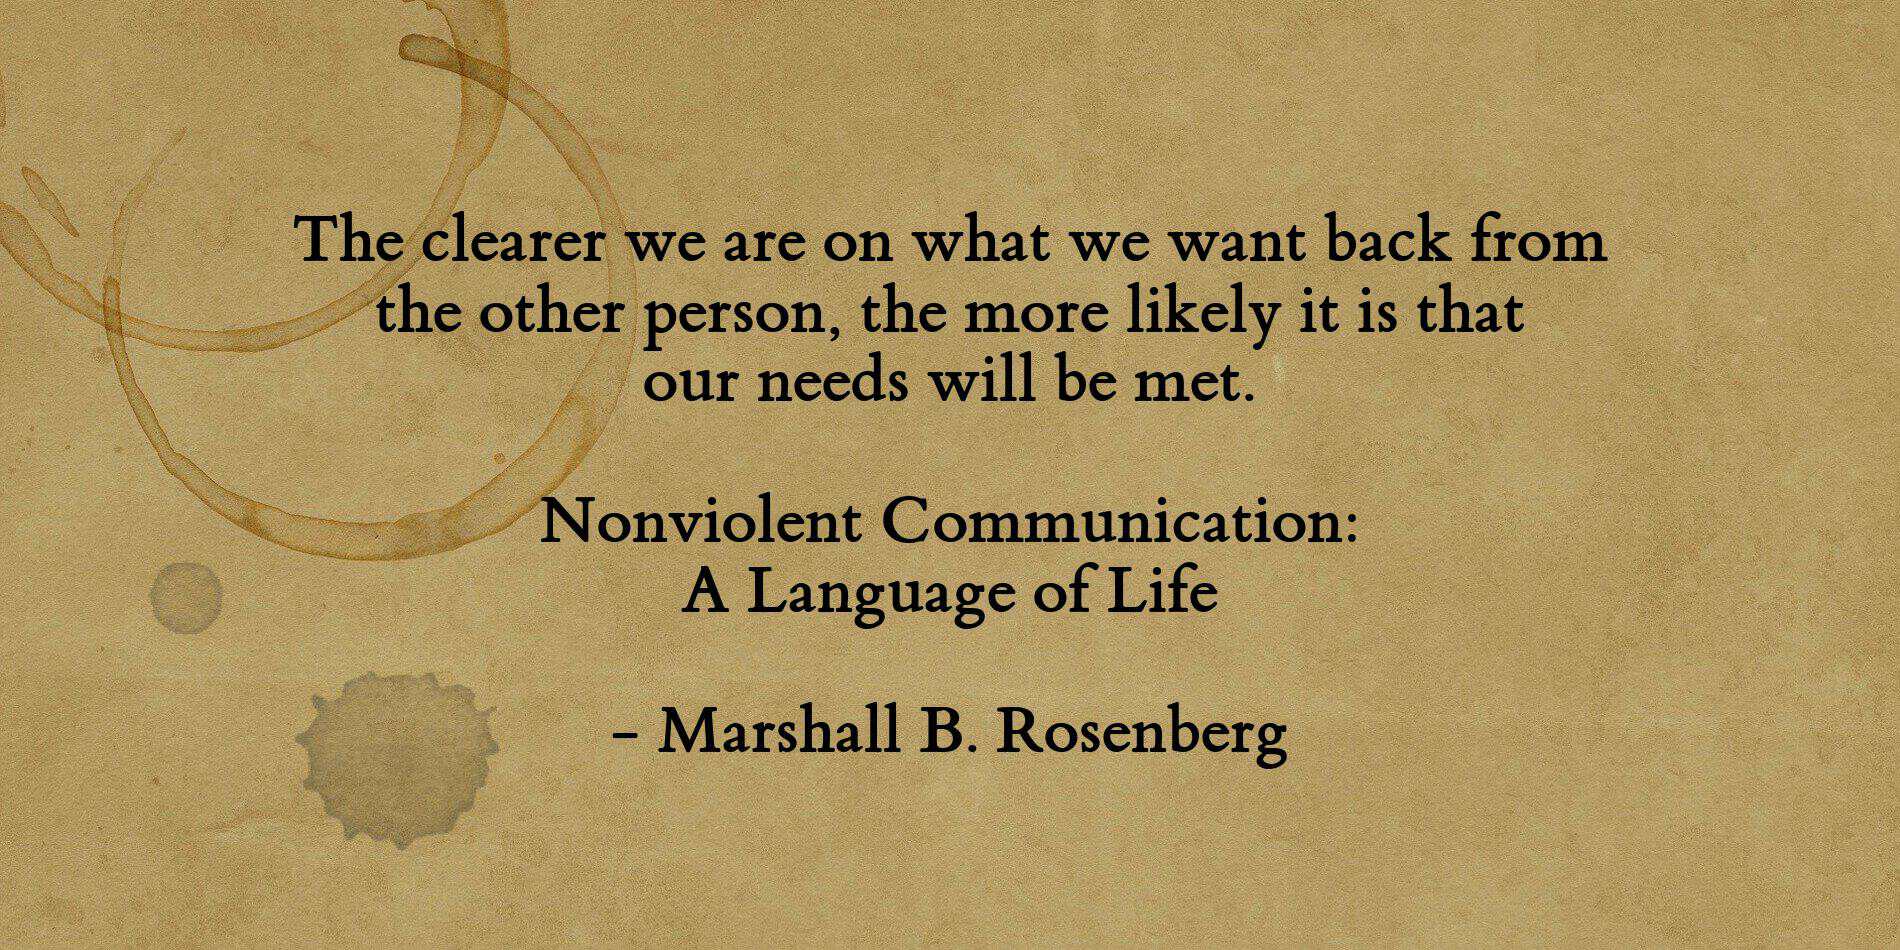 The clearer we are on what we want back from
the other person, the more likely it is that
our needs will be met.
Nonviolent Communication:
A Language of Life
– Marshall B. Rosenberg